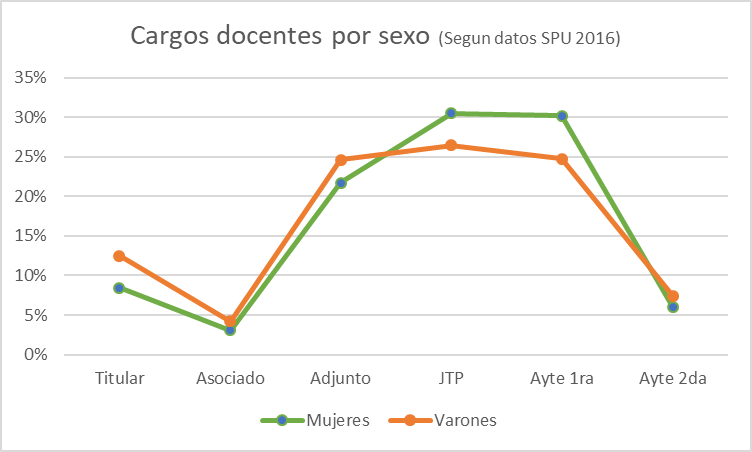 Cargos docentes por sexo (Segun datos SPU 2016)
35%
30%
25%
20%
15%
10%
5%
0%
Titular Asociado Adjunto JTP Ayte 1ra Ayte 2da
Mujeres Varones